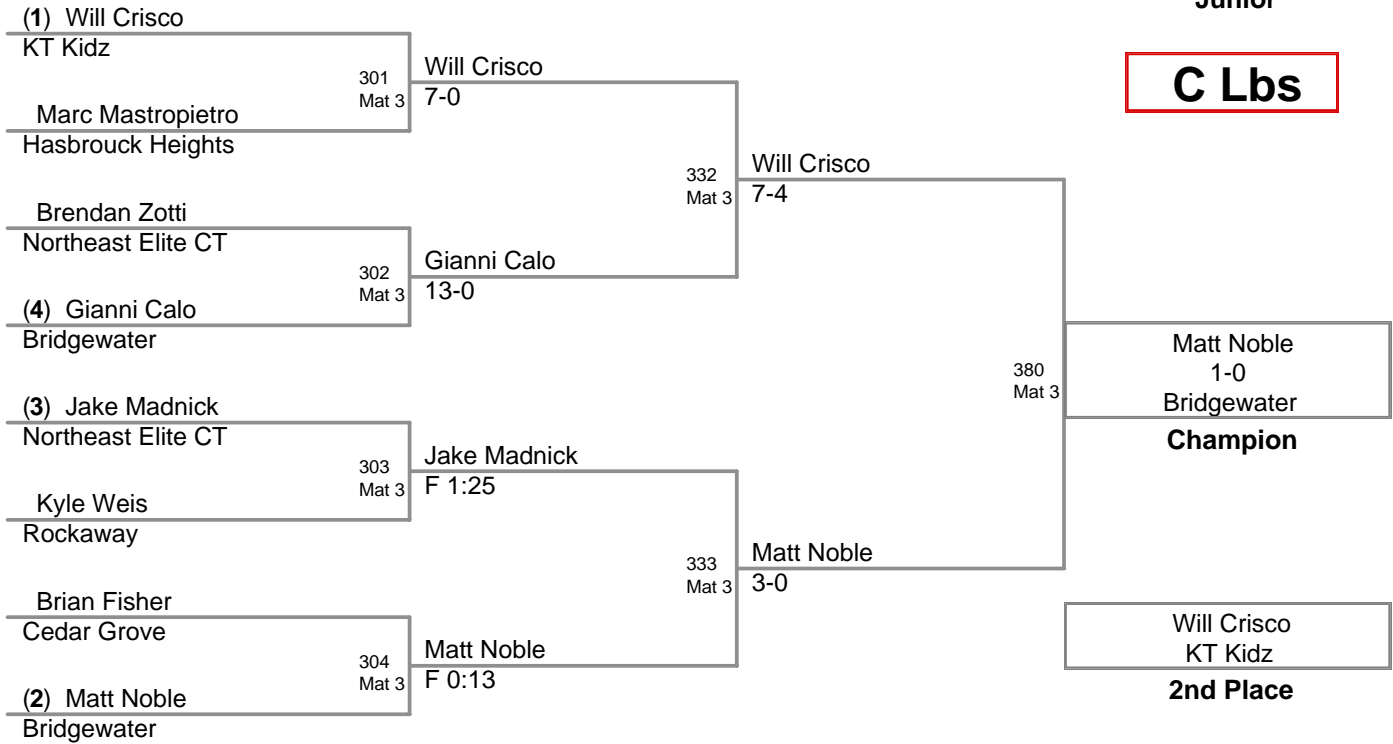 Junior
C Lbs
(1) Will Crisco
KT Kidz
301
Mat 3
Will Crisco
7-0
Marc Mastropietro
Hasbrouck Heights
332
Mat 3
Will Crisco
7-4
Brendan Zotti
Northeast Elite CT
302
Mat 3
Gianni Calo
13-0
(4) Gianni Calo
Bridgewater
380
Mat 3
Matt Noble
1-0
Bridgewater
Champion
(3) Jake Madnick
Northeast Elite CT
303
Mat 3
Jake Madnick
F 1:25
Kyle Weis
Rockaway
333
Mat 3
Matt Noble
3-0
Brian Fisher
Cedar Grove
304
Mat 3
Matt Noble
F 0:13
(2) Matt Noble
Bridgewater
Will Crisco
KT Kidz
2nd Place